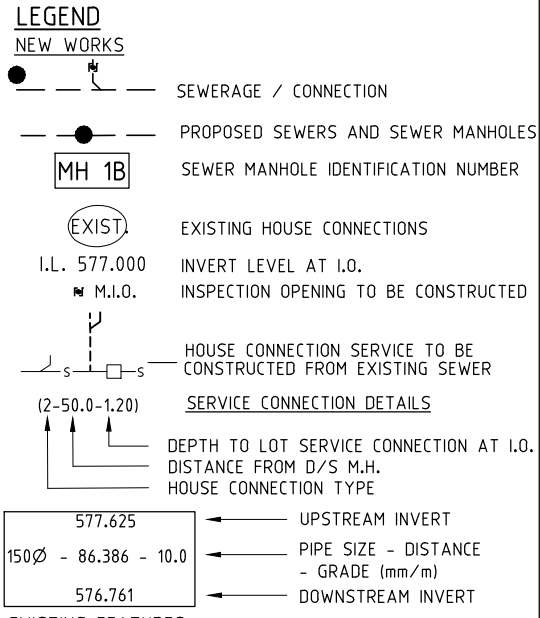 LEGEND
NEW WORKS
SEWERAGE / CONNECTION
PROPOSED SEWERS AND SEWER MANHOLES
MH 1B SEWER MANHOLE IDENTIFICATION NUMBER
EXIST. EXISTING HOUSE CONNECTIONS
I.L. 577.000 INVERT LEVEL AT I.O.
M.I.O. INSPECTION OPENING TO BE CONSTRUCTED
HOUSE CONNECTION SERVICE TO BE
S S CONSTRUCTED FROM EXISTING SEWER
(2-50.0-1.20) SERVICE CONNECTION DETAILS
DEPTH TO LOT SERVICE CONNECTION AT I.O.
DISTANCE FROM D/S M.H.
HOUSE CONNECTION TYPE
577.625 UPSTREAM INVERT
150Ø - 86.386 - 10.0 PIPE SIZE - DISTANCE
- GRADE (mm/m)
576.761 DOWNSTREAM INVERT